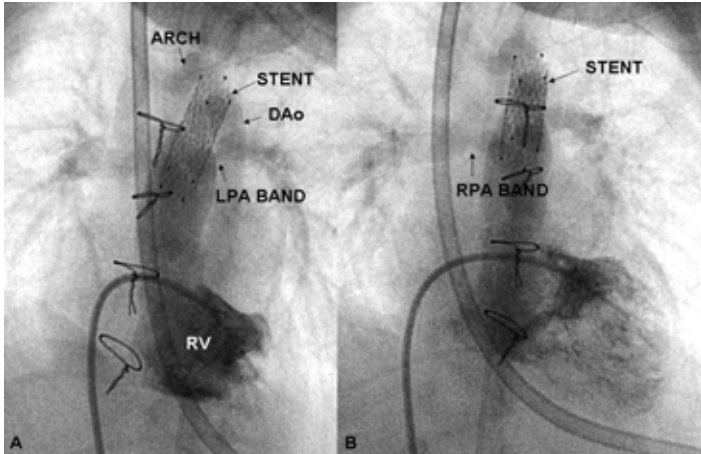 ARCH
STENT
DAo
LPA BAND
RV
A
STENT
RPA BAND
B